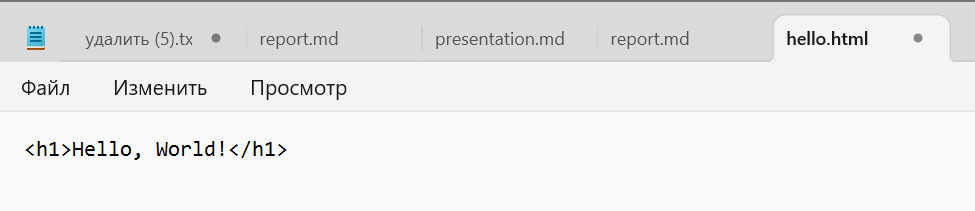 удалить (5).tx report.md presentation.md report.md hello.html
Файл Изменить Просмотр
<h1>Hello, World!</h1>